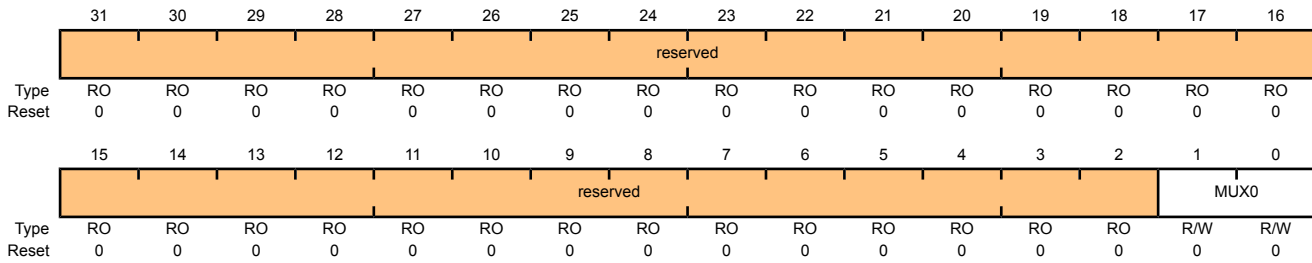 31 30 29 28 27 26 25 24 23 22 21 20 19 18 17 16
reserved
Type RO RO RO RO RO RO RO RO RO RO RO RO RO RO RO RO
Reset 0 0 0 0 0 0 0 0 0 0 0 0 0 0 0 0
15 14 13 12 11 10 9 8 7 6 5 4 3 2 1 0
reserved MUX0
Type RO RO RO RO RO RO RO RO RO RO RO RO RO RO R/W R/W
Reset 0 0 0 0 0 0 0 0 0 0 0 0 0 0 0 0